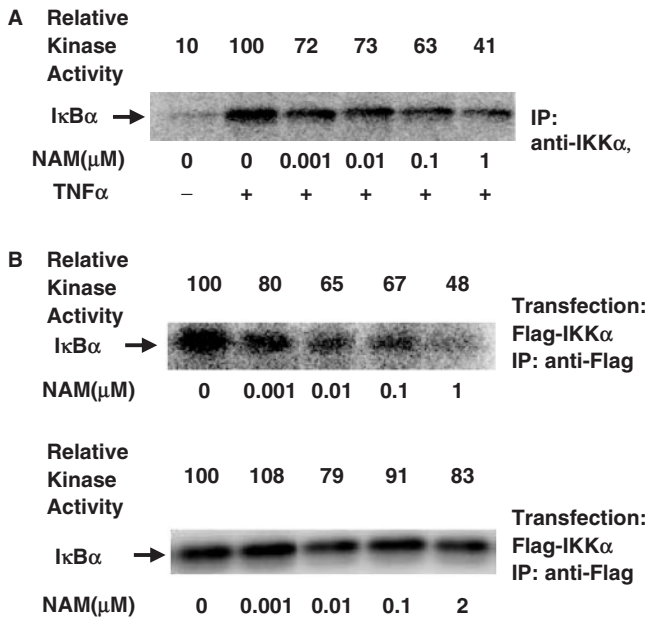 A Relative
Kinase
Activity
10 100 72 73 63 41
IκBα
IP:
anti-IKKα,
NAM(μM) 0 0 0.001 0.01 0.1 1
TNFα – + + + + +
B Relative
Kinase
Activity
100 80 65 67 48
IκBα
Transfection:
Flag-IKKα
IP: anti-Flag
NAM(μM) 0 0.001 0.01 0.1 1
Relative
Kinase
Activity
100 108 79 91 83
IκBα
Transfection:
Flag-IKKα
IP: anti-Flag
NAM(μM) 0 0.001 0.01 0.1 2